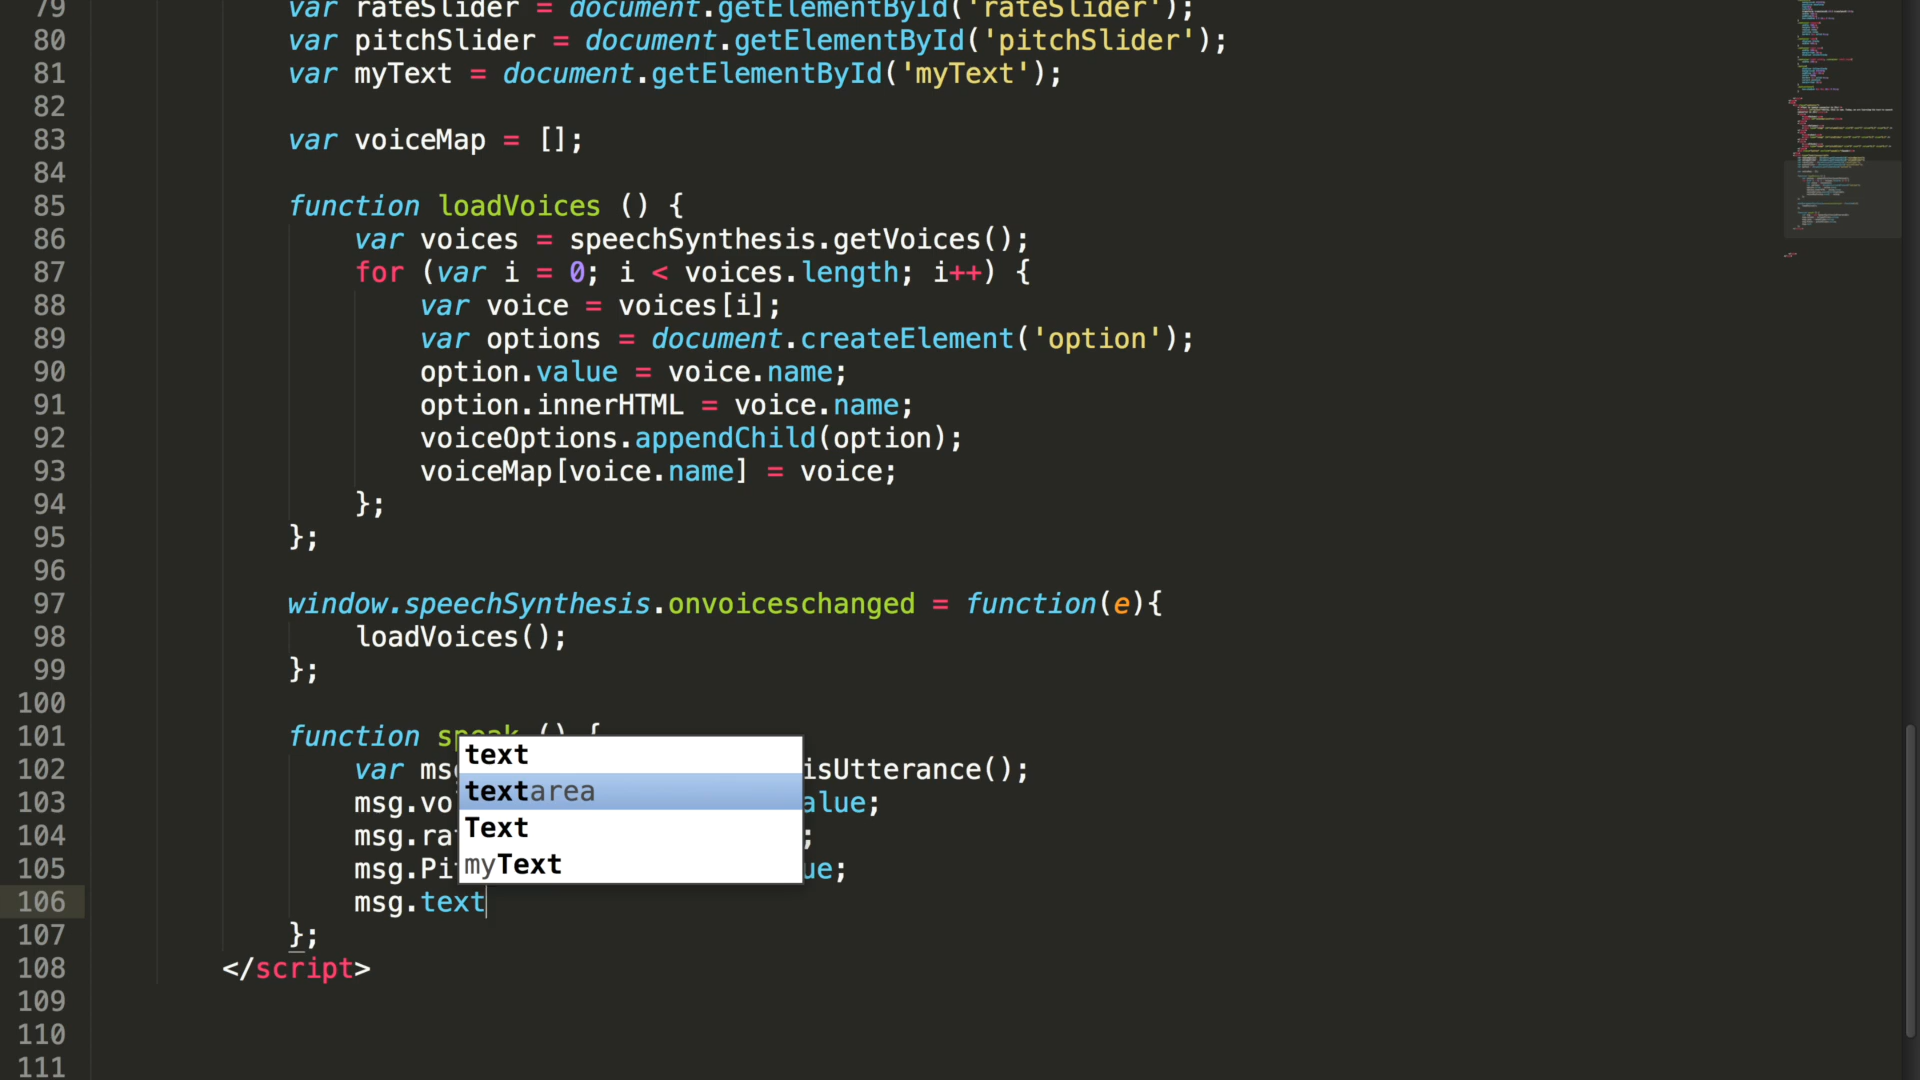 79 var rateSlider = document.getElementById('rateSlider');
80 var pitchSlider = document.getElementById('pitchSlider');
81 var myText = document.getElementById('myText');
82
83 var voiceMap = [];
84
85 function loadVoices () {
86 var voices = speechSynthesis.getVoices();
87 for (var i = 0; i < voices.length; i++) {
88 var voice = voices[i];
89 var options = document.createElement('option');
90 option.value = voice.name;
91 option.innerHTML = voice.name;
92 voiceOptions.appendChild(option);
93 voiceMap[voice.name] = voice;
94 };
95 };
96
97 window.speechSynthesis.onvoiceschanged = function(e){
98 loadVoices();
99 };
100
101 function speak () {
text
102 var isUtterance();
textarea
103 msg.vo alue;
Text
104 msg.ra ;
myText
105 msg.Pi ue;
106 msg.text
107 };
108 </script>
109
110
111